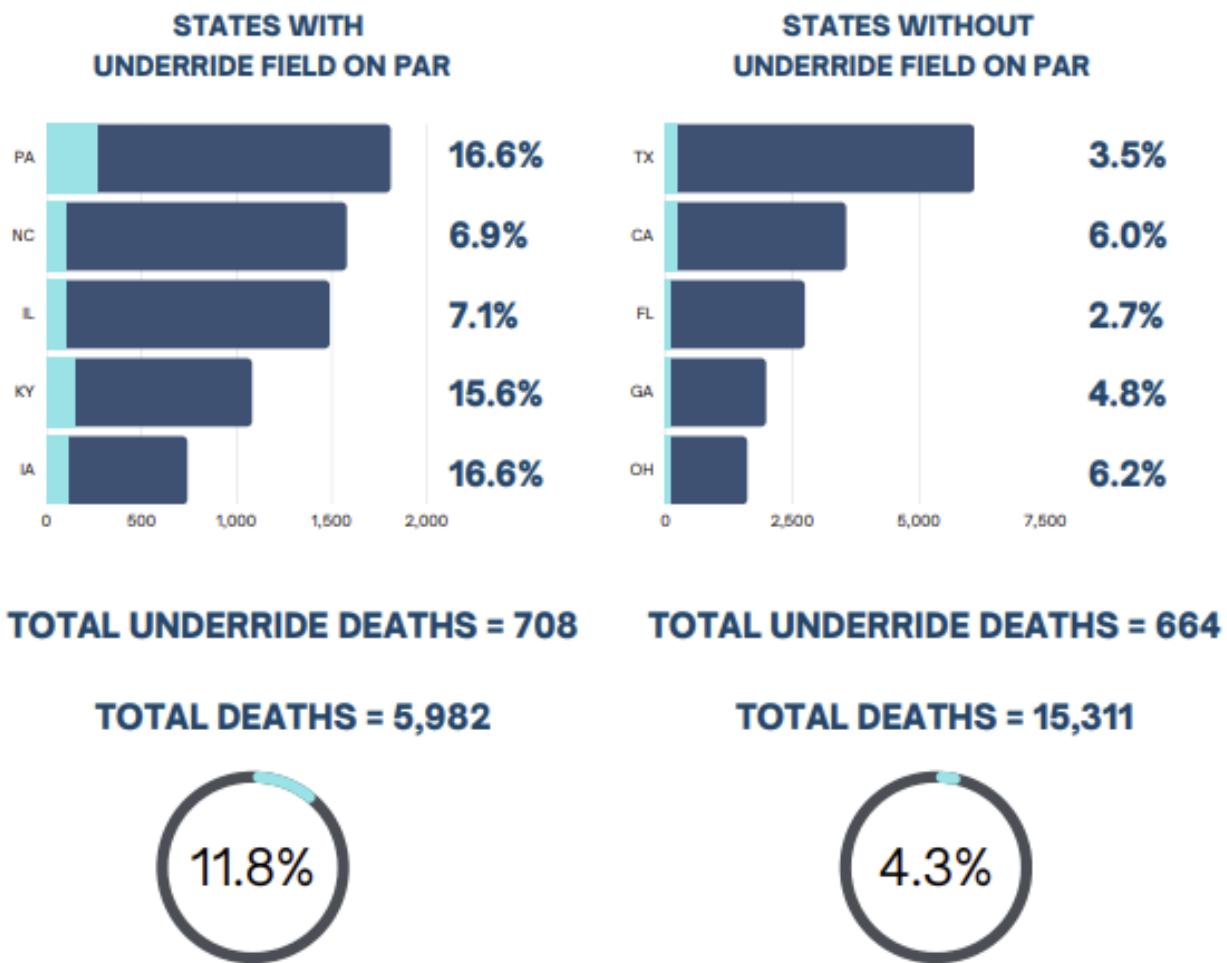 STATES WITH
UNDERRIDE FIELD ON PAR
PA
16.6%
NC
6.9%
IL
7.1%
KY
15.6%
IA
16.6%
0 500 1,000 1,500 2,000
TOTAL UNDERRIDE DEATHS = 708
TOTAL DEATHS = 5,982
11.8%
STATES WITHOUT
UNDERRIDE FIELD ON PAR
TX
3.5%
CA
6.0%
FL
2.7%
GA
4.8%
OH
6.2%
0 2,500 5,000 7,500
TOTAL UNDERRIDE DEATHS = 664
TOTAL DEATHS = 15,311
4.3%